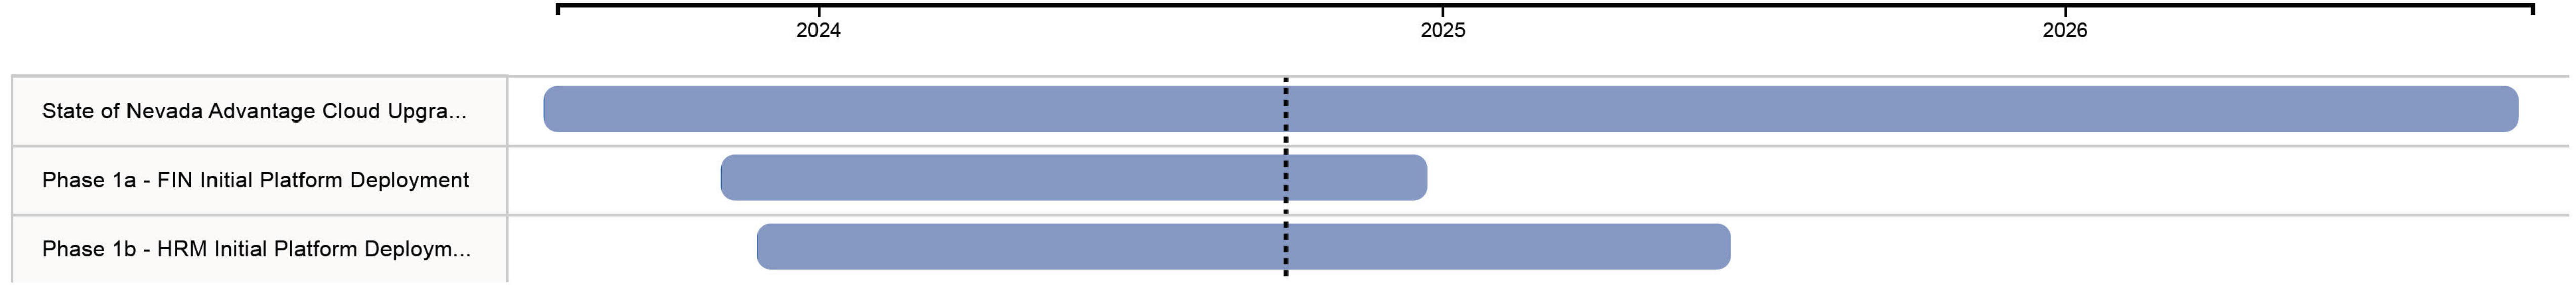 2024 2025 2026
State of Nevada Advantage Cloud Upgra...
Phase 1a - FIN Initial Platform Deployment
Phase 1b - HRM Initial Platform Deploym...